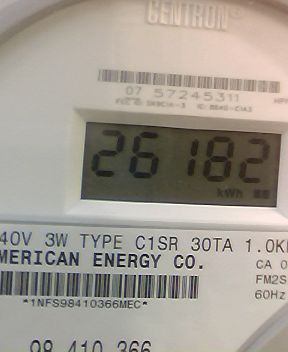 CENTRON®
07 57245311
26182
kWh
40V 3W TYPE C1SR 30TA 1.0K
MERICAN ENERGY CO.
CA 0
FM2S
*1NFS98410366MEC*
60Hz
98 410 366